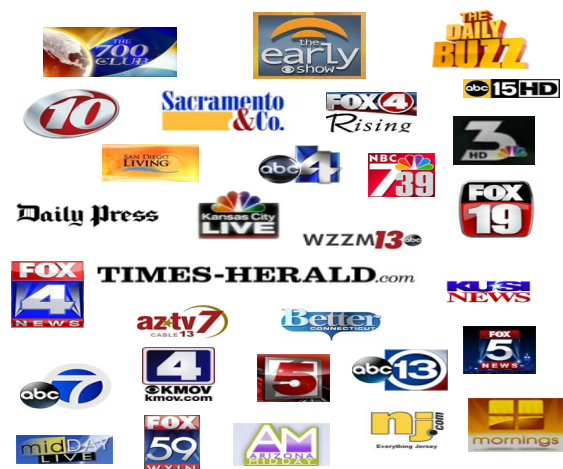 THE
700
CLUB
the
early
show
THE
DAILY
BUZZ
abc 15 HD
10
Sacramento
&Co.
FOX 4
Rising
3
HD
SAN DIEGO
LIVING
abc 4
NBC
7 39
FOX
19
Daily Press
Kansas City
LIVE
WZZM 13 abc
FOX
4
NEWS
TIMES-HERALD.com
KUSI
NEWS
aztv 7
CABLE 13
Better
CONNECTICUT
FOX
5
NEWS
abc 7
4
KMOV
kmov.com
5
abc 13
midDAY
LIVE
FOX
59
WXIN
AM
ARIZONA
MIDDAY
nj.com
Everything Jersey
mornings